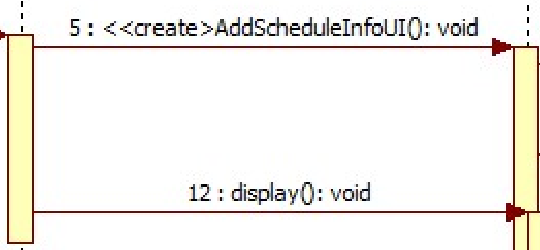 5 : <<create>AddScheduleInfoUI(): void
12 : display(): void